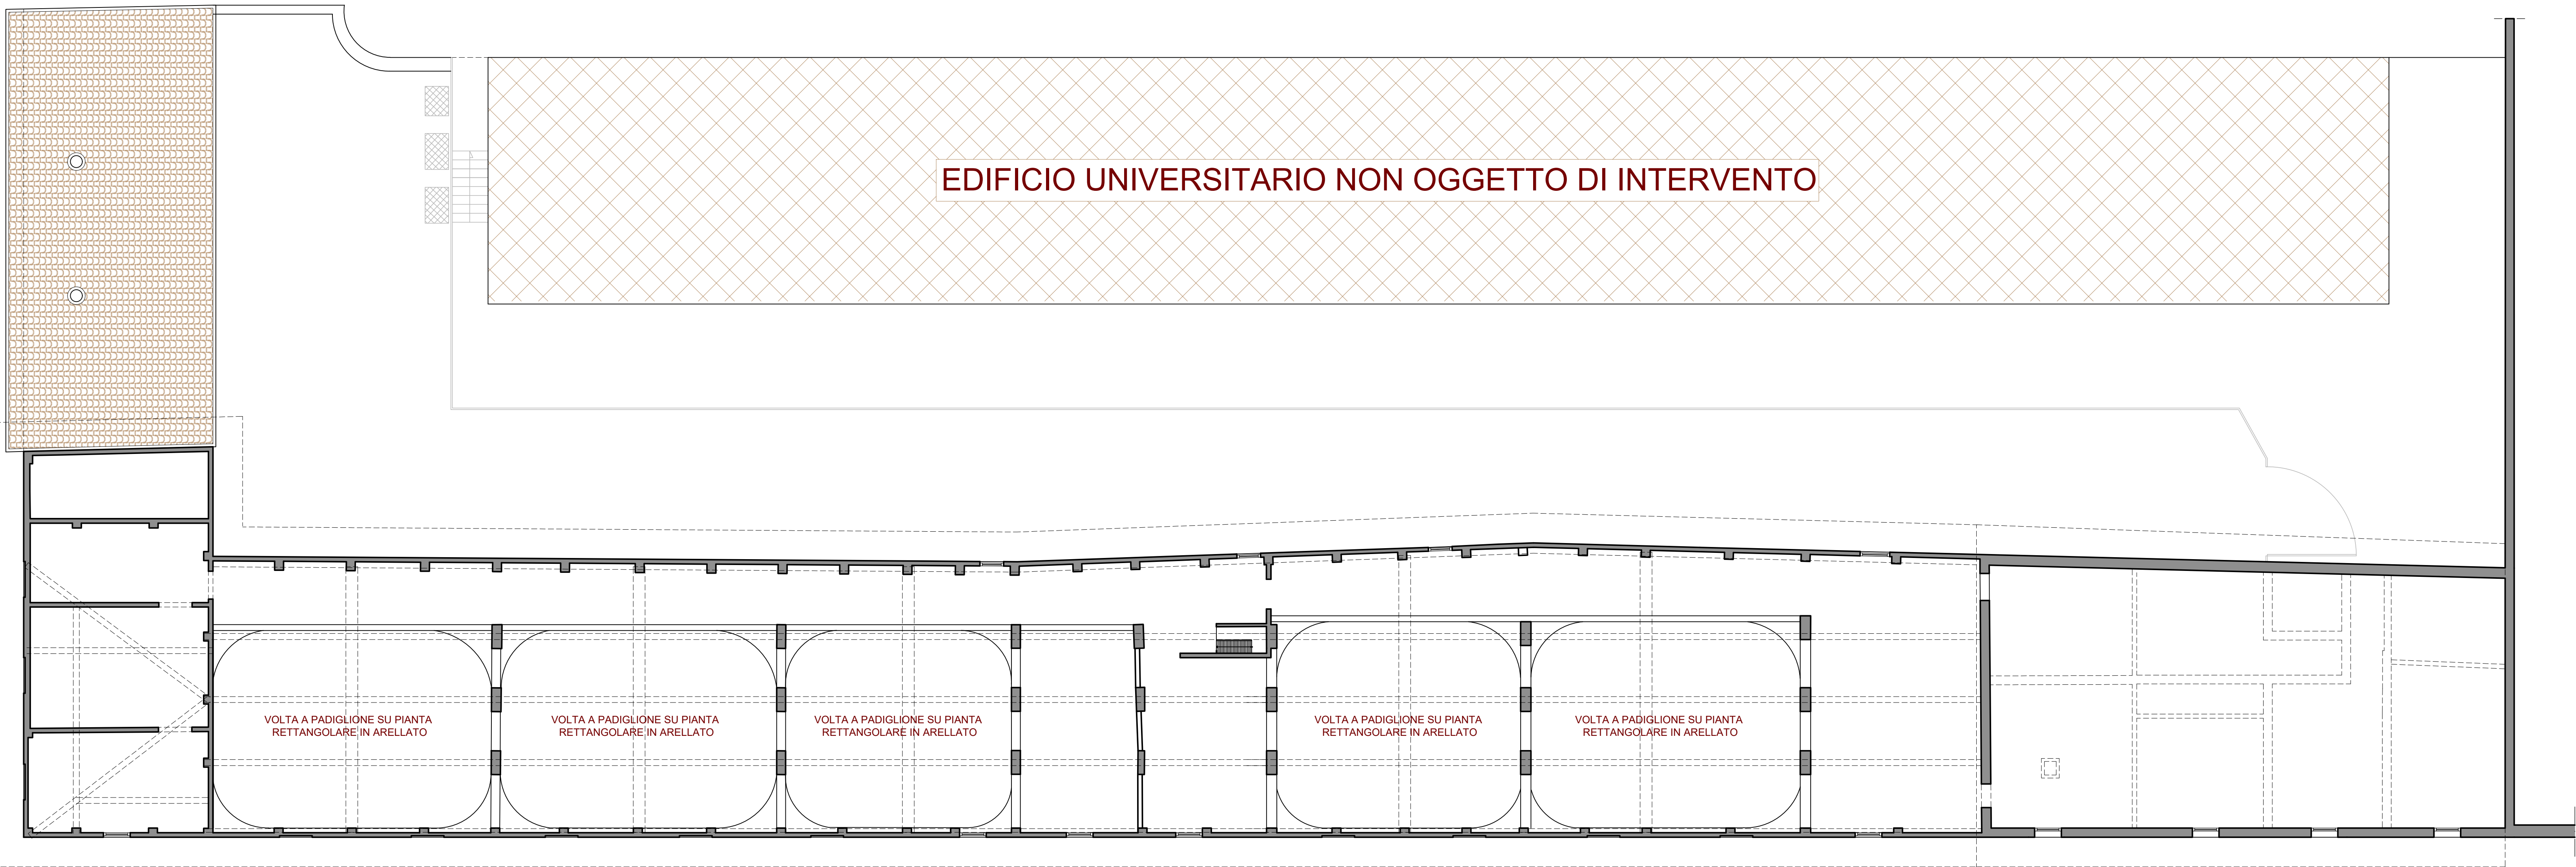 EDIFICIO UNIVERSITARIO NON OGGETTO DI INTERVENTO
VOLTA A PADIGLIONE SU PIANTA
RETTANGOLARE IN ARELLATO
VOLTA A PADIGLIONE SU PIANTA
RETTANGOLARE IN ARELLATO
VOLTA A PADIGLIONE SU PIANTA
RETTANGOLARE IN ARELLATO
VOLTA A PADIGLIONE SU PIANTA
RETTANGOLARE IN ARELLATO
VOLTA A PADIGLIONE SU PIANTA
RETTANGOLARE IN ARELLATO